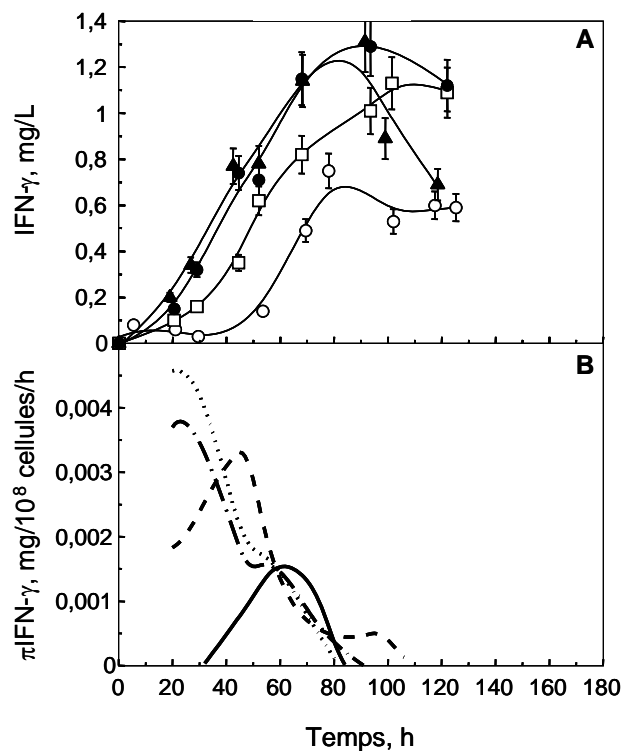 1,4
A
1,2
1
0,8
0,6
0,4
0,2
0
IFN-γ, mg/L
B
0,004
0,003
0,002
0,001
0
πIFN-γ, mg/10⁸ cellules/h
0 20 40 60 80 100 120 140 160 180
Temps, h